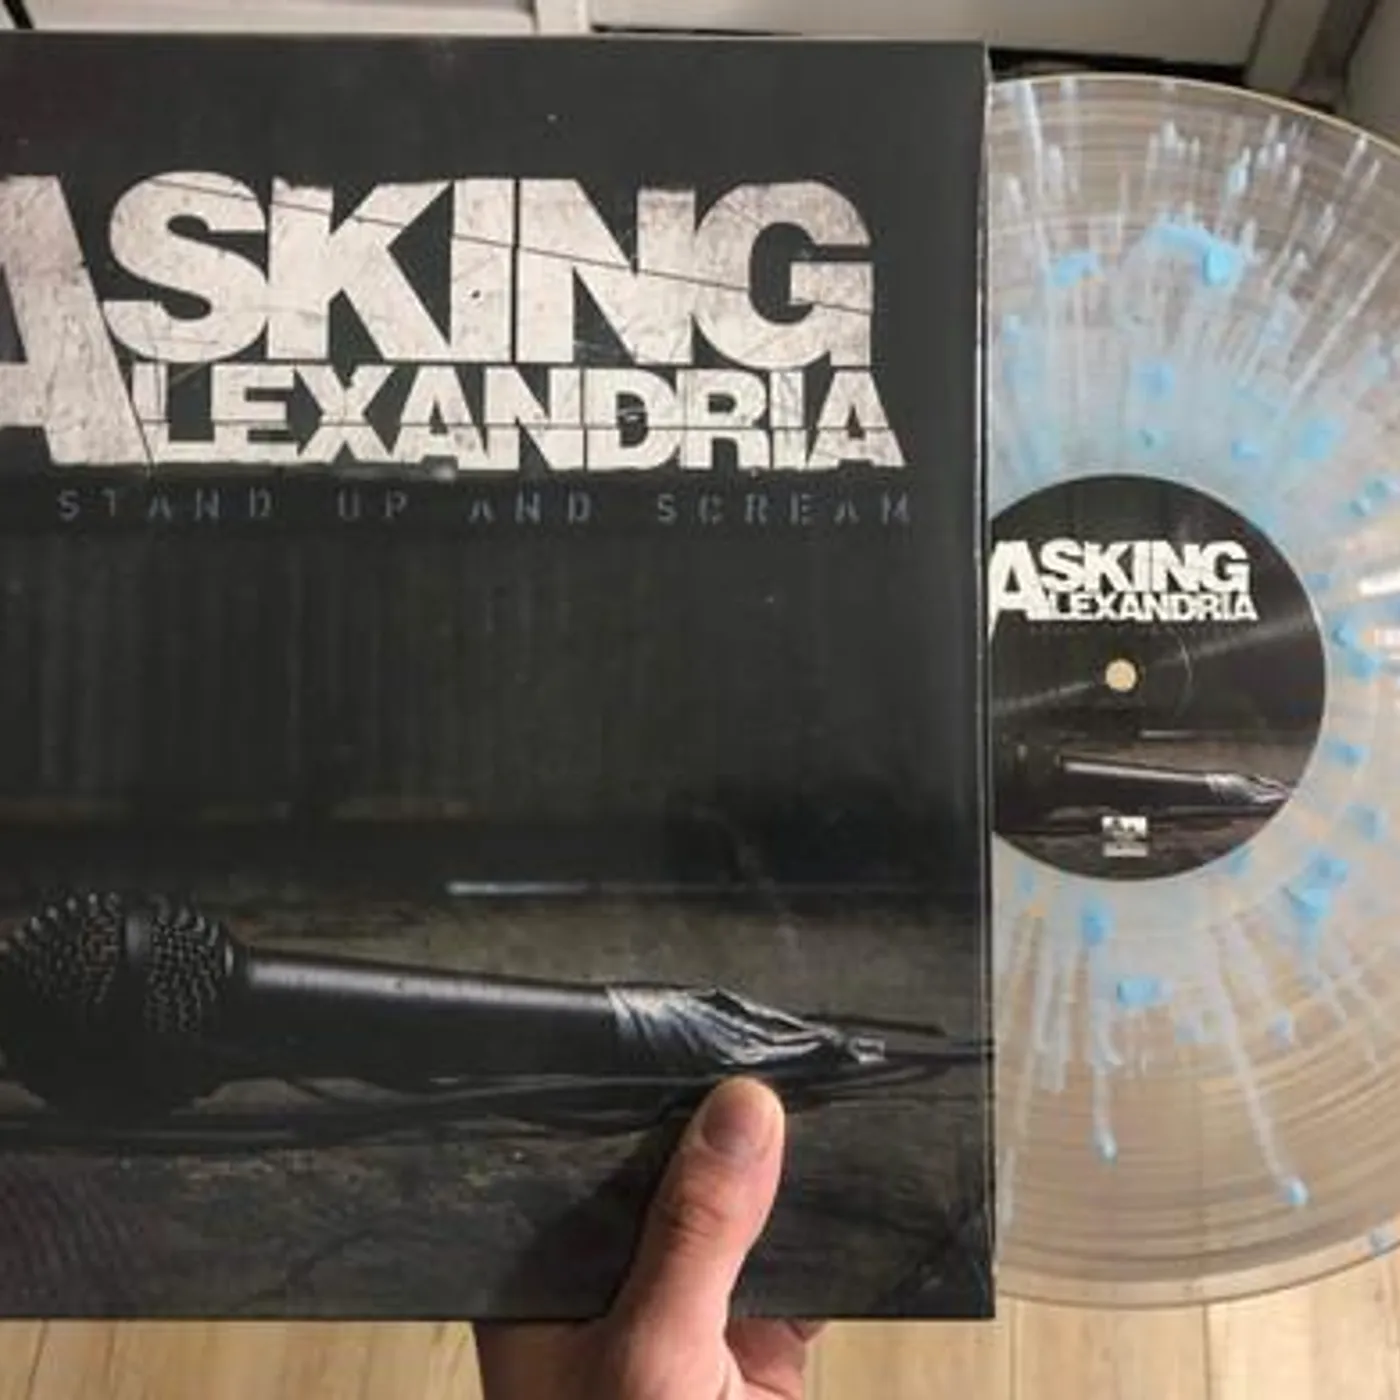 ASKING
ALEXANDRIA
STAND UP AND SCREAM
ASKING
ALEXANDRIA